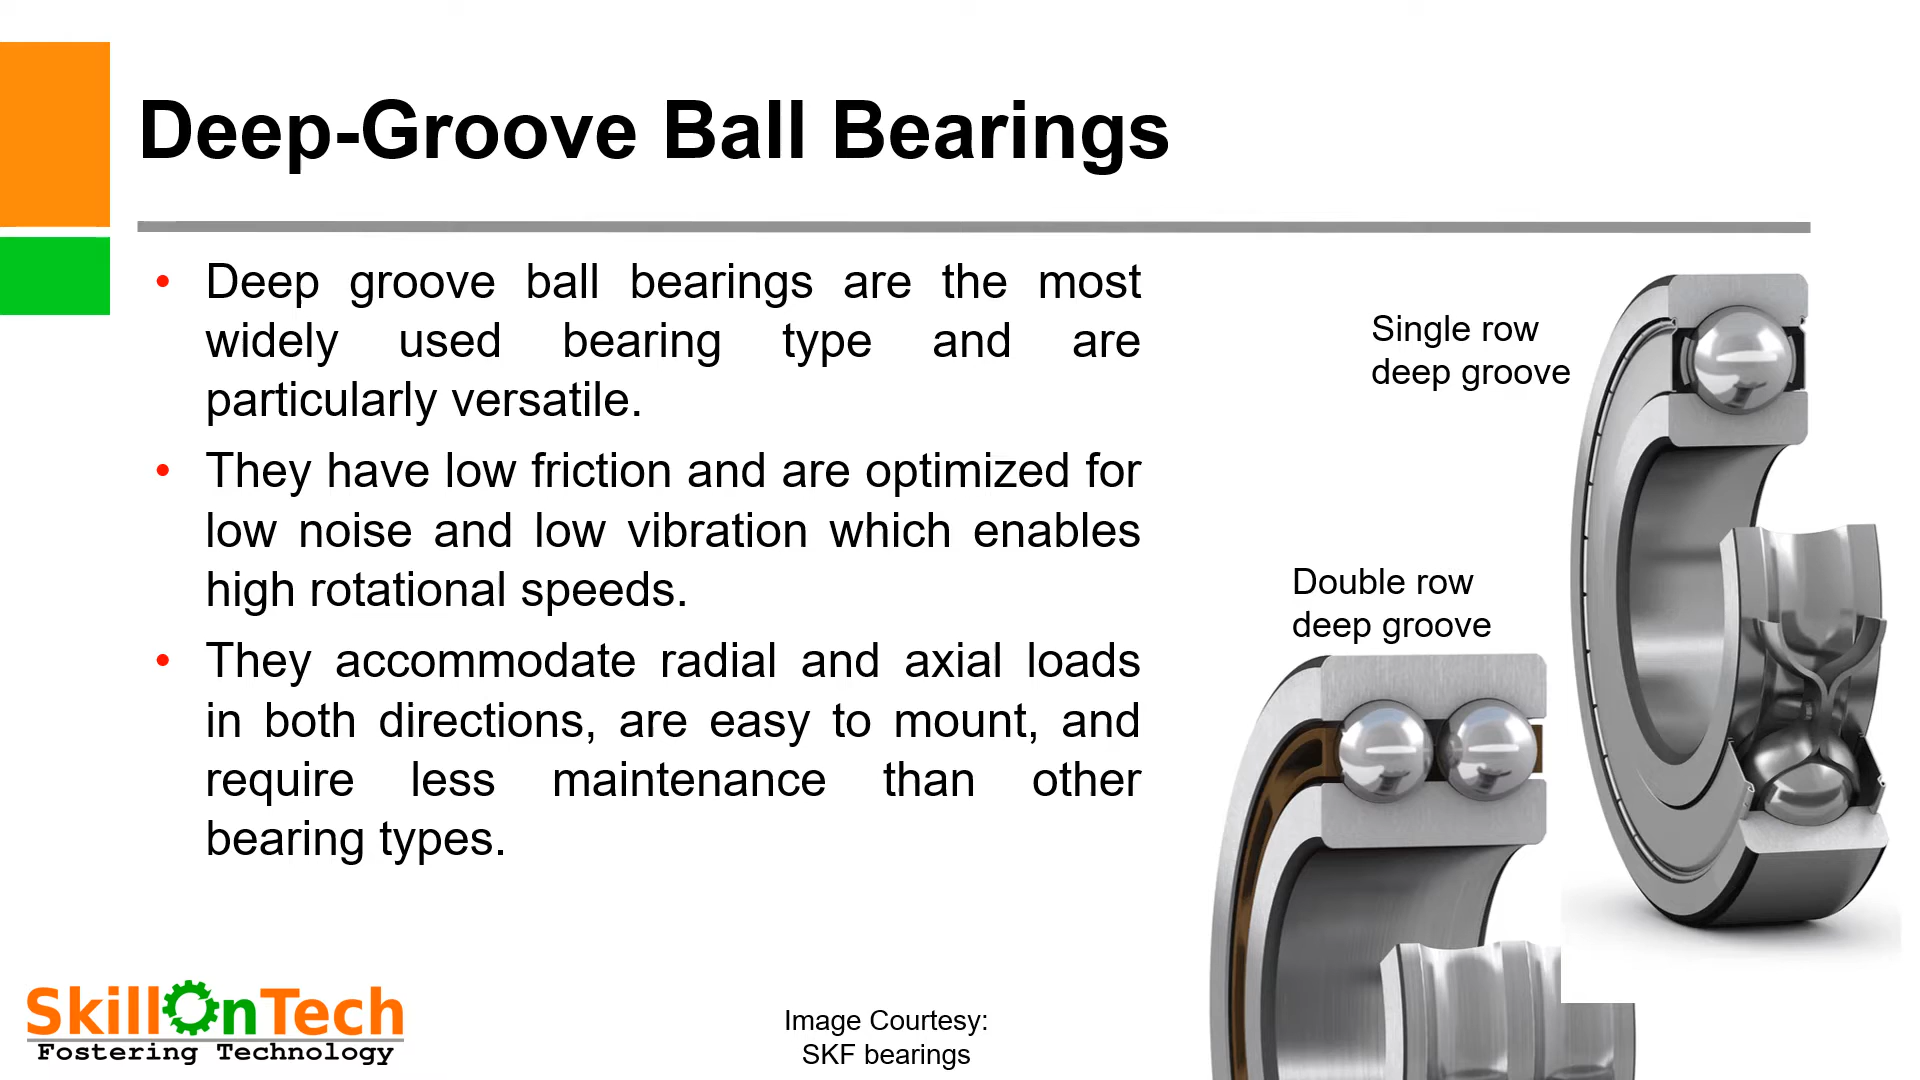 Deep-Groove Ball Bearings
• Deep groove ball bearings are the most
widely used bearing type and are
particularly versatile.
• They have low friction and are optimized for
low noise and low vibration which enables
high rotational speeds.
• They accommodate radial and axial loads
in both directions, are easy to mount, and
require less maintenance than other
bearing types.
Single row
deep groove
Double row
deep groove
Image Courtesy:
SKF bearings
SkillOnTech
Fostering Technology